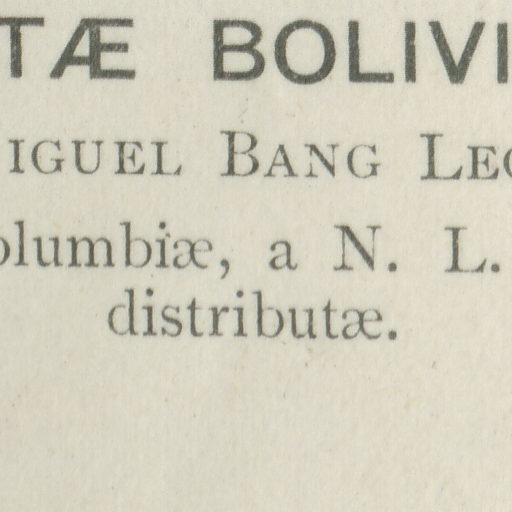 TÆ BOLIVI
IGUEL BANG LEC
olumbiæ, a N. L.
distributæ.